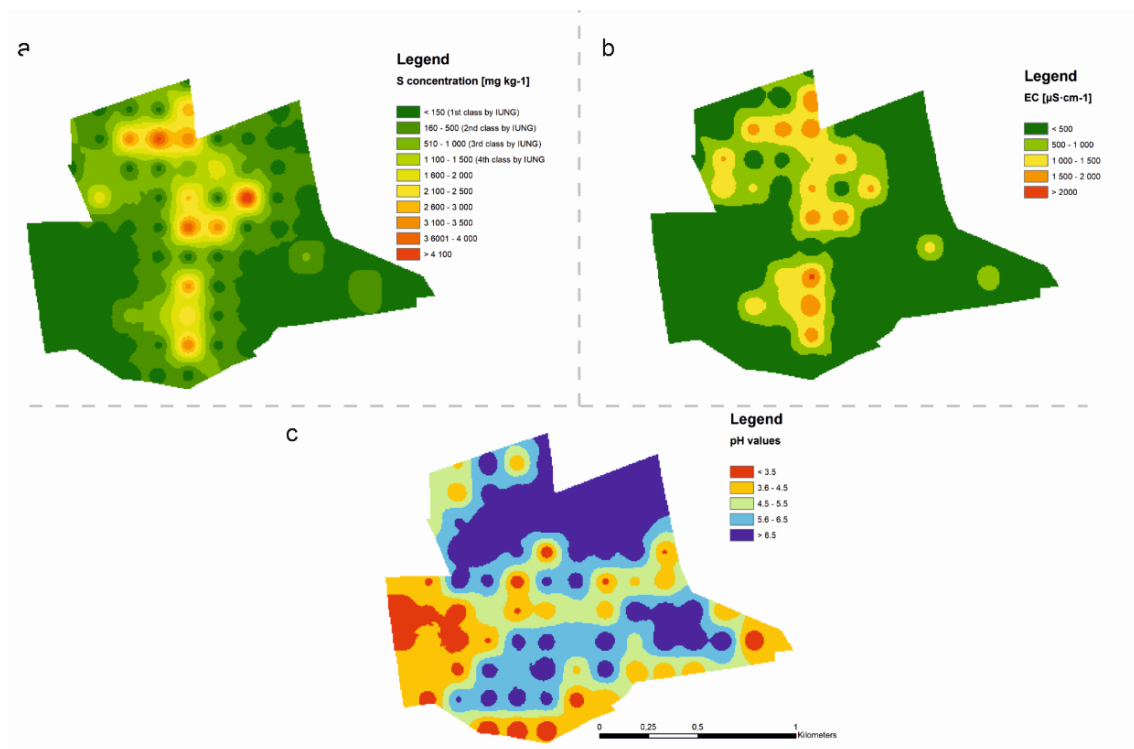 a
Legend
S concentration [mg kg-1]
< 150 (1st class by IUNG)
160 - 500 (2nd class by IUNG)
510 - 1 000 (3rd class by IUNG)
1 100 - 1 500 (4th class by IUNG
1 600 - 2 000
2 100 - 2 500
2 600 - 3 000
3 100 - 3 500
3 6001 - 4 000
> 4 100
b
Legend
EC [µS·cm-1]
< 500
500 - 1 000
1 000 - 1 500
1 500 - 2 000
> 2000
c
Legend
pH values
< 3.5
3.6 - 4.5
4.5 - 5.5
5.6 - 6.5
> 6.5
0 0,25 0,5 1
Kilometers